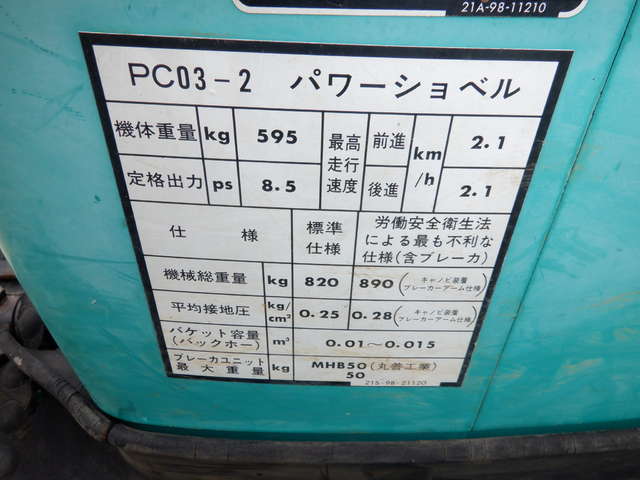 21A-98-11210
PC03-2 パワーショベル
機体重量 kg 595 最高走行速度 前進 km/h 2.1
定格出力 ps 8.5 後進 2.1
仕様 標準仕様 労働安全衛生法による最も不利な仕様(含ブレーカ)
機械総重量 kg 820 890 (キャノピ装着 ブレーカーアーム仕様)
平均接地圧 kg/cm² 0.25 0.28 (キャノピ装着 ブレーカーアーム仕様)
バケット容量(バックホー) m³ 0.01〜0.015
ブレーカユニット最大重量 kg MHB50(丸善工業) 50
21S-98-21120